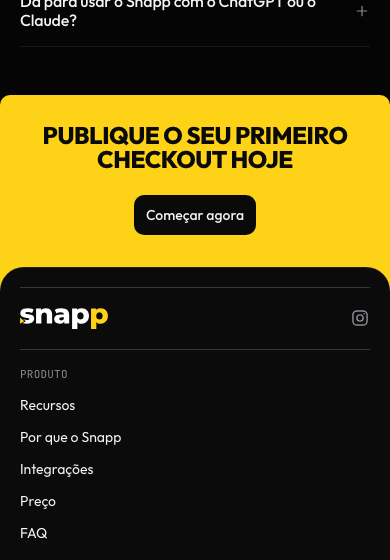 Dá para usar o Snapp com o ChatGPT ou o
Claude?
PUBLIQUE O SEU PRIMEIRO
CHECKOUT HOJE
Começar agora
snapp
PRODUTO
Recursos
Por que o Snapp
Integrações
Preço
FAQ